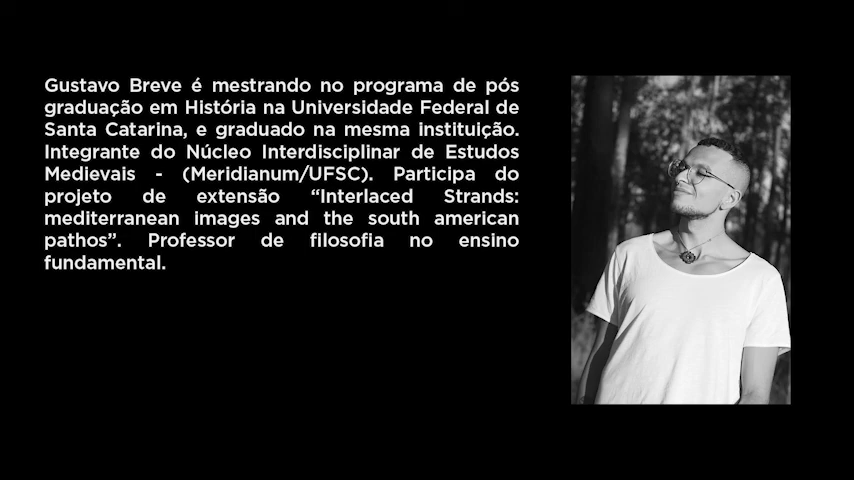 Gustavo Breve é mestrando no programa de pós
graduação em História na Universidade Federal de
Santa Catarina, e graduado na mesma instituição.
Integrante do Núcleo Interdisciplinar de Estudos
Medievais - (Meridianum/UFSC). Participa do
projeto de extensão “Interlaced Strands:
mediterranean images and the south american
pathos”. Professor de filosofia no ensino
fundamental.